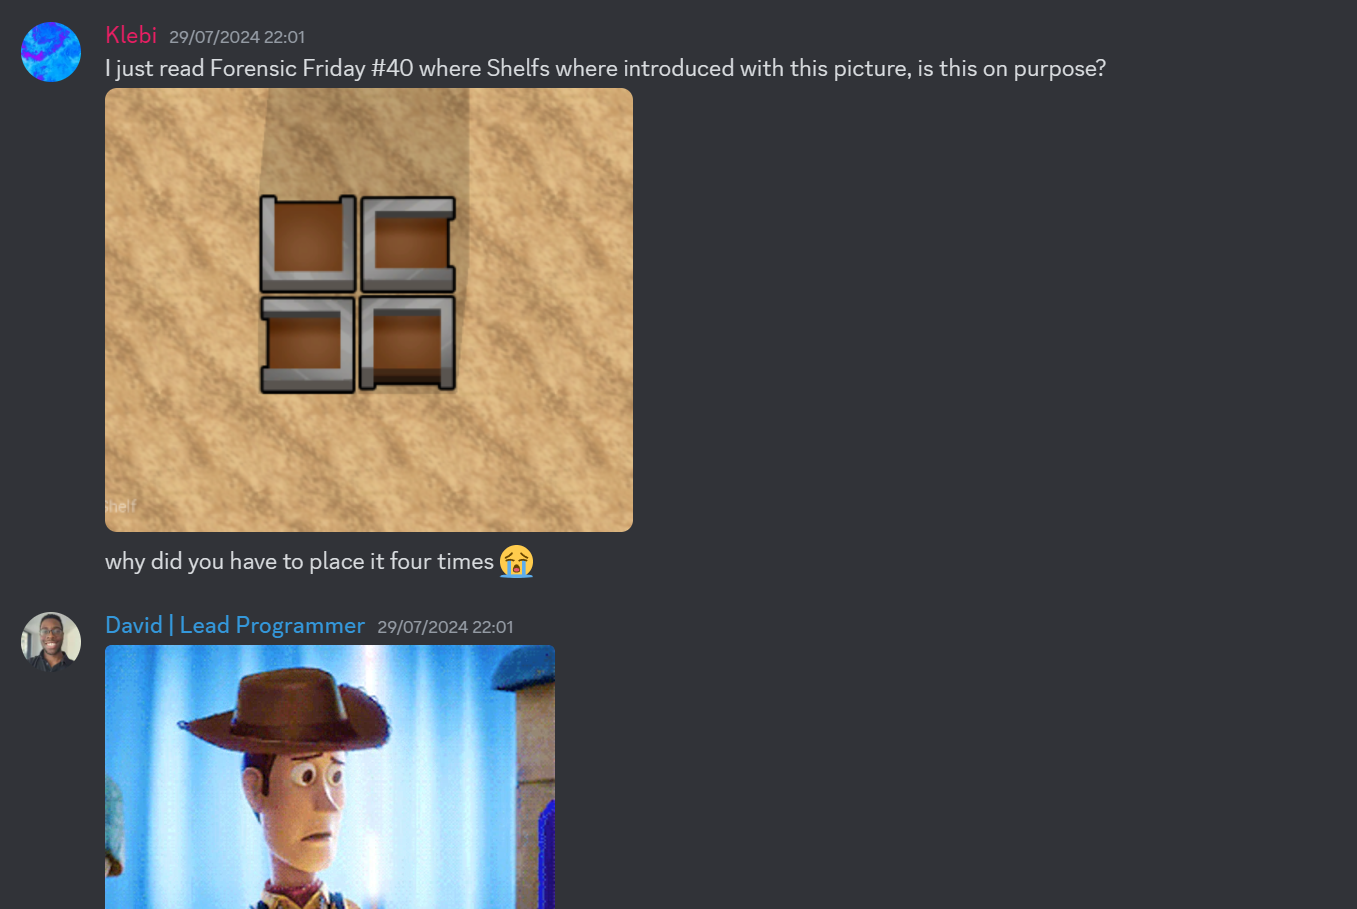 Klebi 29/07/2024 22:01
I just read Forensic Friday #40 where Shelfs where introduced with this picture, is this on purpose?
Shelf
why did you have to place it four times 😭
David | Lead Programmer 29/07/2024 22:01